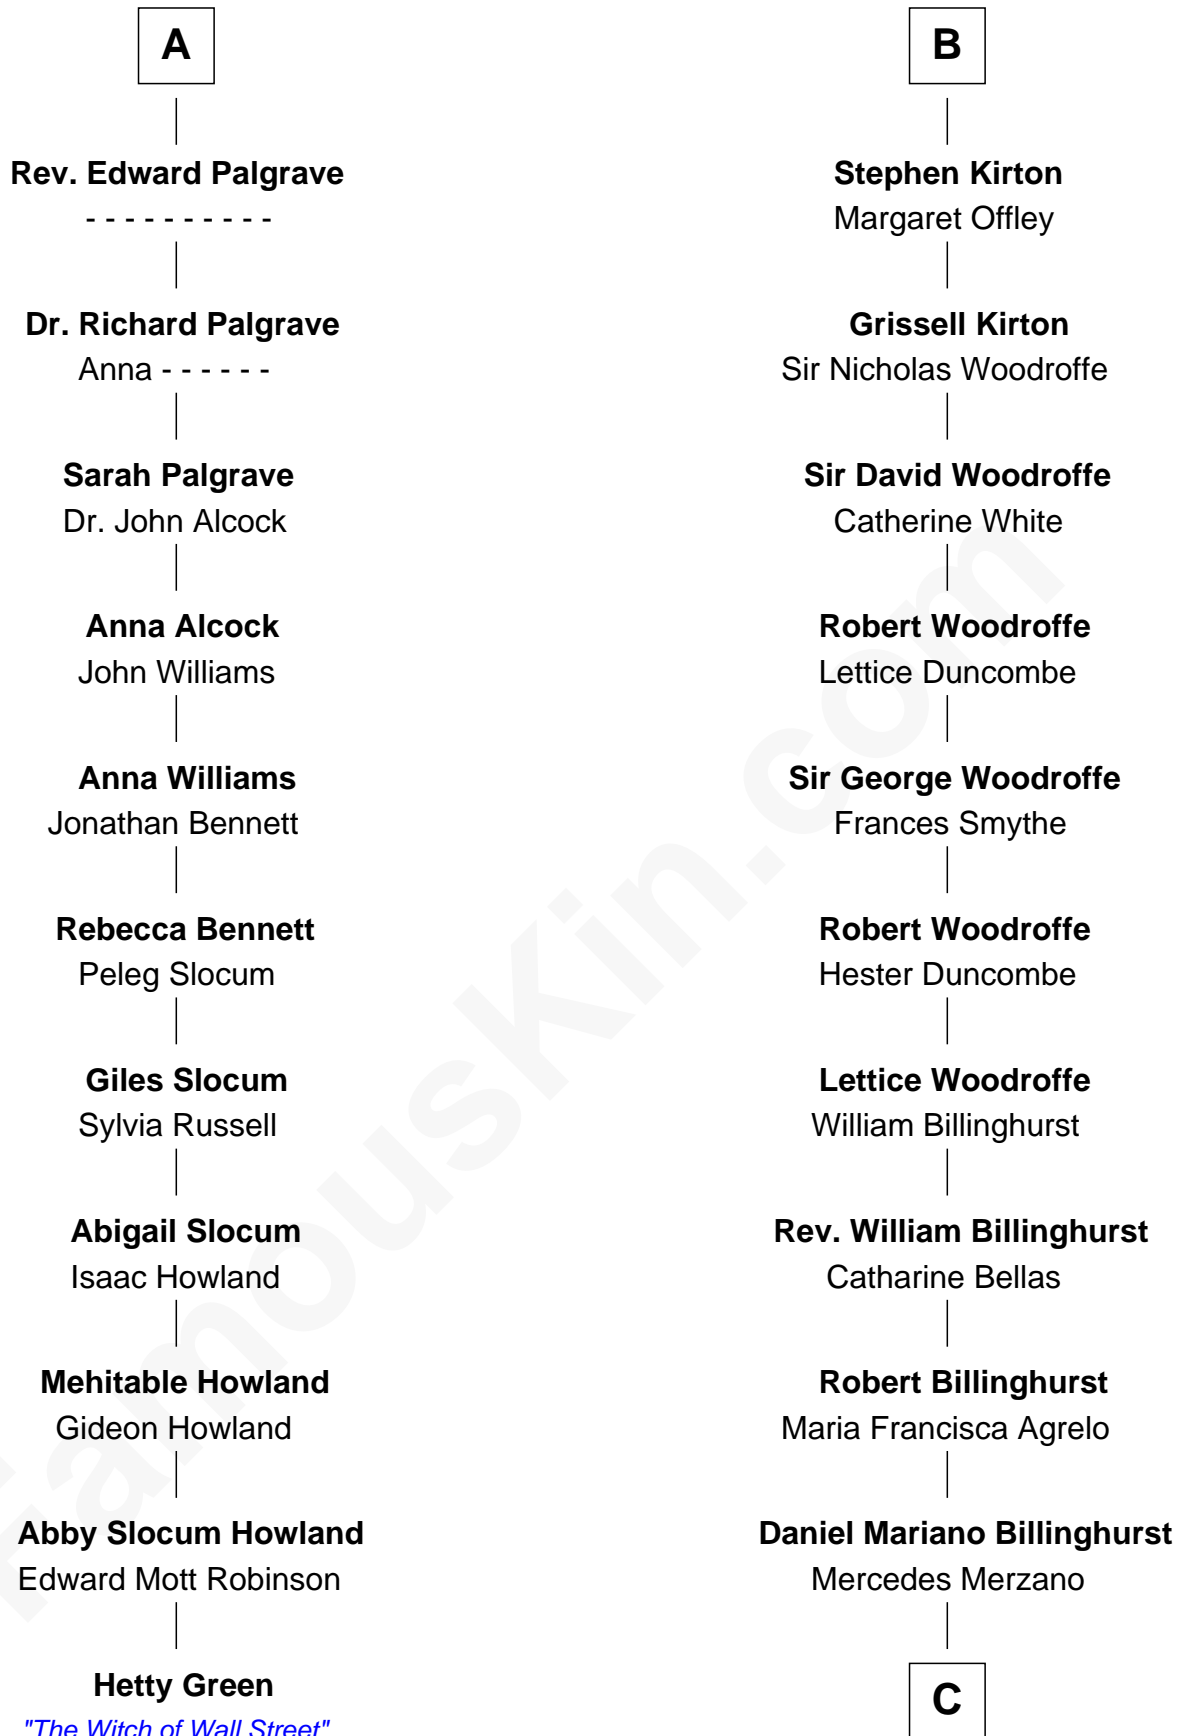 A
Rev. Edward Palgrave
- - - - - - - - - -
Dr. Richard Palgrave
Anna - - - - - -
Sarah Palgrave
Dr. John Alcock
Anna Alcock
John Williams
Anna Williams
Jonathan Bennett
Rebecca Bennett
Peleg Slocum
Giles Slocum
Sylvia Russell
Abigail Slocum
Isaac Howland
Mehitable Howland
Gideon Howland
Abby Slocum Howland
Edward Mott Robinson
Hetty Green
"The Witch of Wall Street"
B
Stephen Kirton
Margaret Offley
Grissell Kirton
Sir Nicholas Woodroffe
Sir David Woodroffe
Catherine White
Robert Woodroffe
Lettice Duncombe
Sir George Woodroffe
Frances Smythe
Robert Woodroffe
Hester Duncombe
Lettice Woodroffe
William Billinghurst
Rev. William Billinghurst
Catharine Bellas
Robert Billinghurst
Maria Francisca Agrelo
Daniel Mariano Billinghurst
Mercedes Merzano
C
FamousKin.com